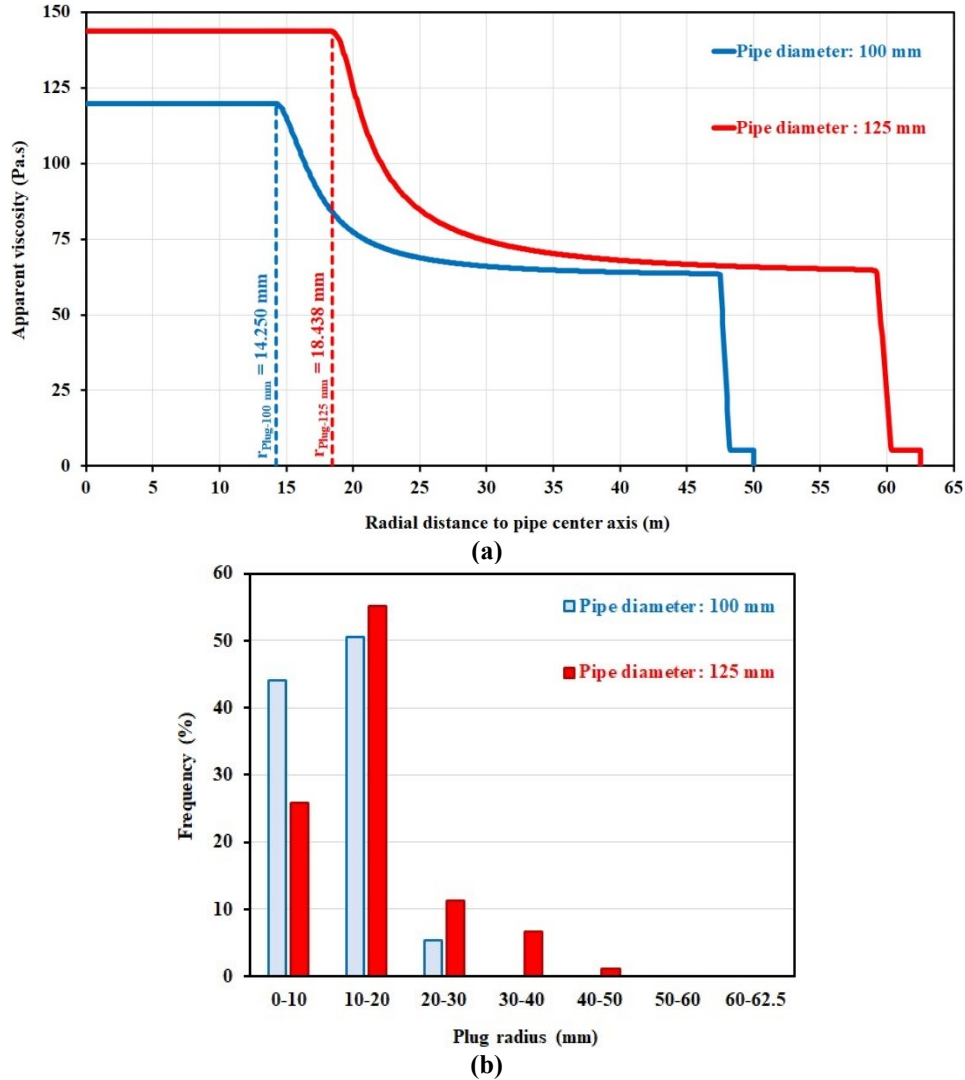 150
125
100
75
50
25
0
Apparent viscosity (Pa.s)
Pipe diameter: 100 mm
Pipe diameter : 125 mm
rPlug-100 mm = 14.250 mm
rPlug-125 mm = 18.438 mm
0 5 10 15 20 25 30 35 40 45 50 55 60 65
Radial distance to pipe center axis (m)
(a)
60
50
40
30
20
10
0
Frequency (%)
Pipe diameter: 100 mm
Pipe diameter: 125 mm
0-10 10-20 20-30 30-40 40-50 50-60 60-62.5
Plug radius (mm)
(b)